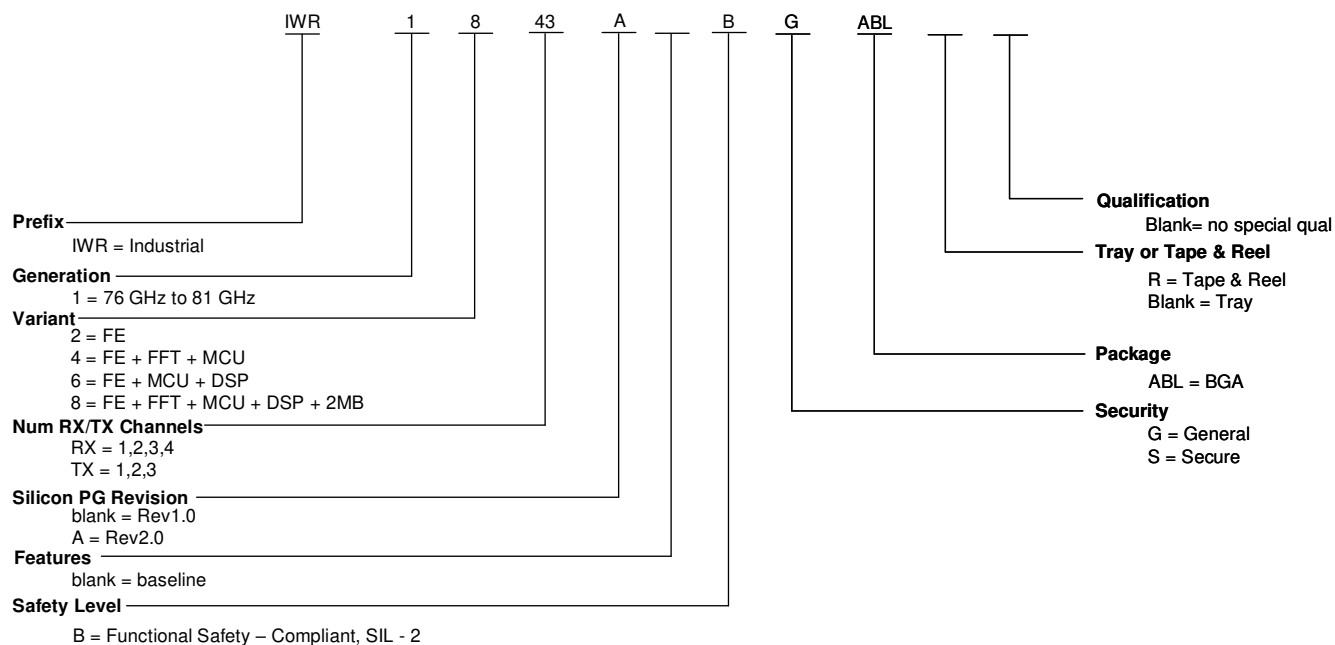 IWR 1 8 43 A B G ABL
Prefix
IWR = Industrial
Generation
1 = 76 GHz to 81 GHz
Variant
2 = FE
4 = FE + FFT + MCU
6 = FE + MCU + DSP
8 = FE + FFT + MCU + DSP + 2MB
Num RX/TX Channels
RX = 1,2,3,4
TX = 1,2,3
Silicon PG Revision
blank = Rev1.0
A = Rev2.0
Features
blank = baseline
Safety Level
B = Functional Safety – Compliant, SIL - 2
Qualification
Blank= no special qual
Tray or Tape & Reel
R = Tape & Reel
Blank = Tray
Package
ABL = BGA
Security
G = General
S = Secure